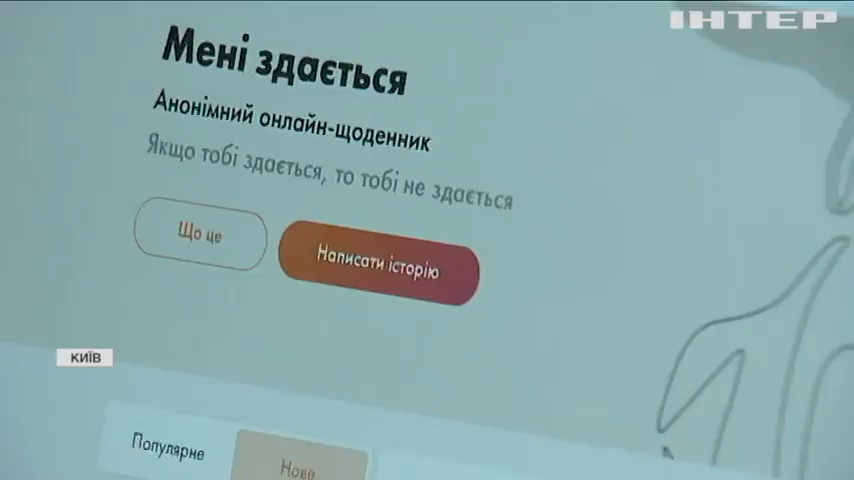 ІНТЕР
Мені здається
Анонімний онлайн-щоденник
Якщо тобі здається, то тобі не здається
Що це
Написати історію
КИЇВ
Популярне
Нове